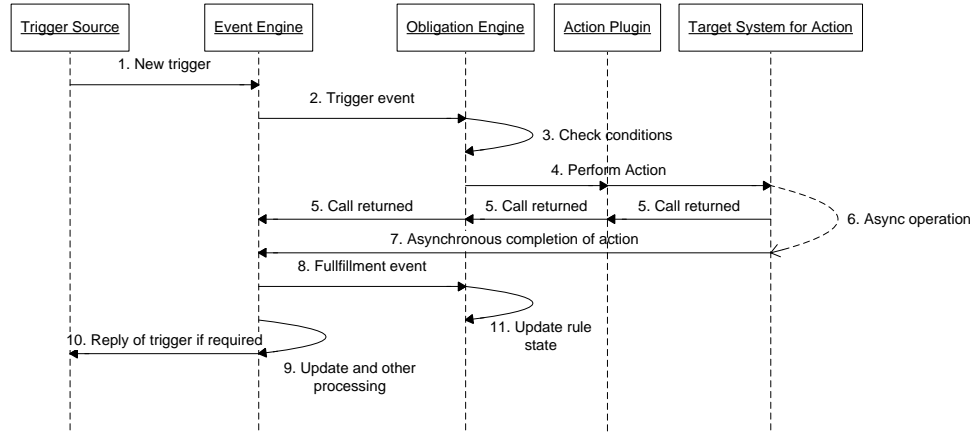 Trigger Source
Event Engine
Obligation Engine
Action Plugin
Target System for Action
1. New trigger
2. Trigger event
3. Check conditions
4. Perform Action
5. Call returned
5. Call returned
5. Call returned
6. Async operation
7. Asynchronous completion of action
8. Fullfillment event
10. Reply of trigger if required
11. Update rule
state
9. Update and other
processing